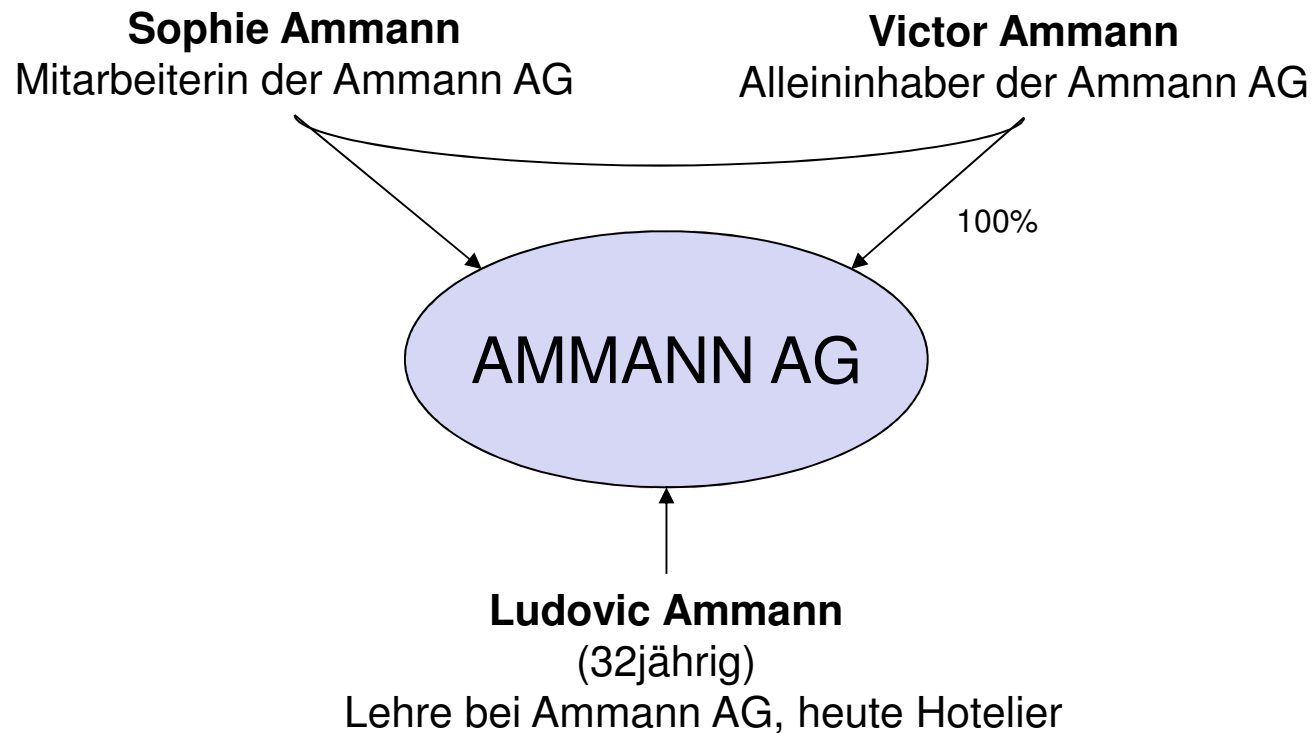 Sophie Ammann
Mitarbeiterin der Ammann AG
Victor Ammann
Alleininhaber der Ammann AG
100%
AMMANN AG
Ludovic Ammann
(32jährig)
Lehre bei Ammann AG, heute Hotelier